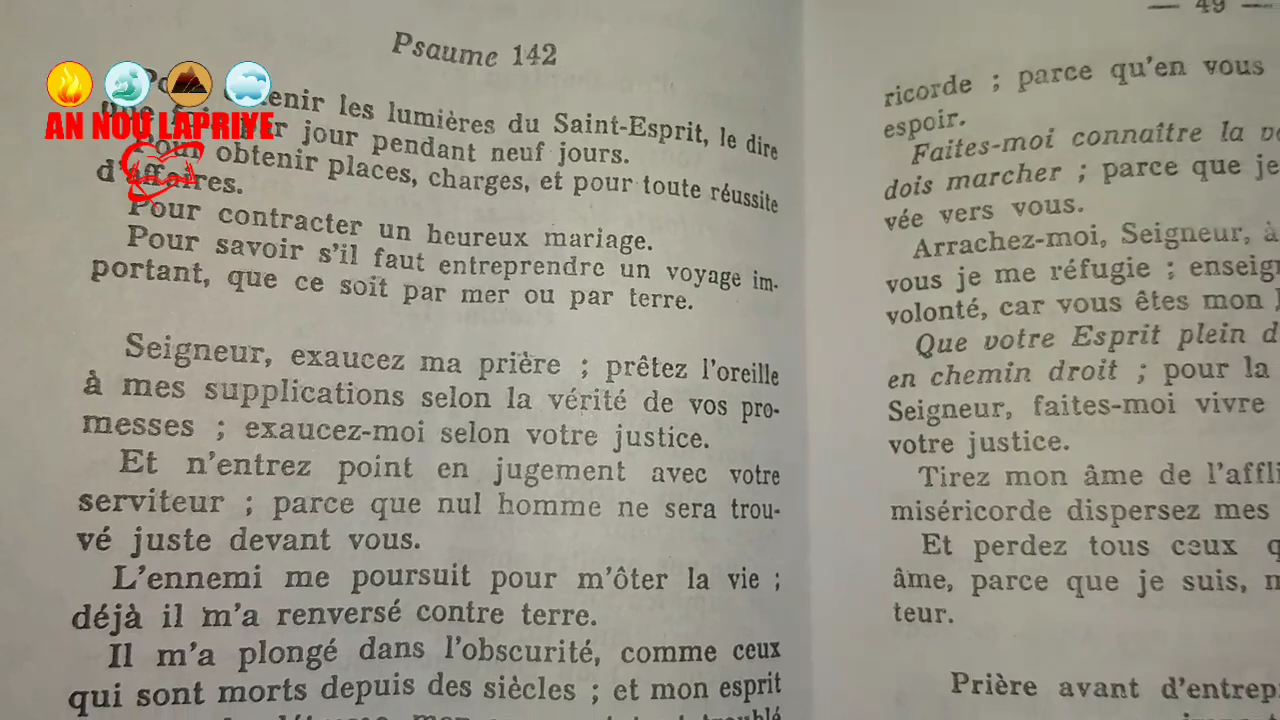 AN NOU LAPRIYE
Psaume 142
enir les lumières du Saint-Esprit, le dire
jour pendant neuf jours.
Pour obtenir places, charges, et pour toute réussite
d'affaires.
Pour contracter un heureux mariage.
Pour savoir s'il faut entreprendre un voyage im-
portant, que ce soit par mer ou par terre.
Seigneur, exaucez ma prière ; prêtez l'oreille
à mes supplications selon la vérité de vos pro-
messes ; exaucez-moi selon votre justice.
Et n'entrez point en jugement avec votre
serviteur ; parce que nul homme ne sera trou-
vé juste devant vous.
L'ennemi me poursuit pour m'ôter la vie ;
déjà il m'a renversé contre terre.
Il m'a plongé dans l'obscurité, comme ceux
qui sont morts depuis des siècles ; et mon esprit
— 49 —
ricorde ; parce qu'en vous
espoir.
Faites-moi connaître la
dois marcher ; parce que je
vée vers vous.
Arrachez-moi, Seigneur, à
vous je me réfugie ; enseign
volonté, car vous êtes mon
Que votre Esprit plein d
en chemin droit ; pour la
Seigneur, faites-moi vivre
votre justice.
Tirez mon âme de l'affli
miséricorde dispersez mes
Et perdez tous ceux q
âme, parce que je suis,
teur.
Prière avant d'entrep